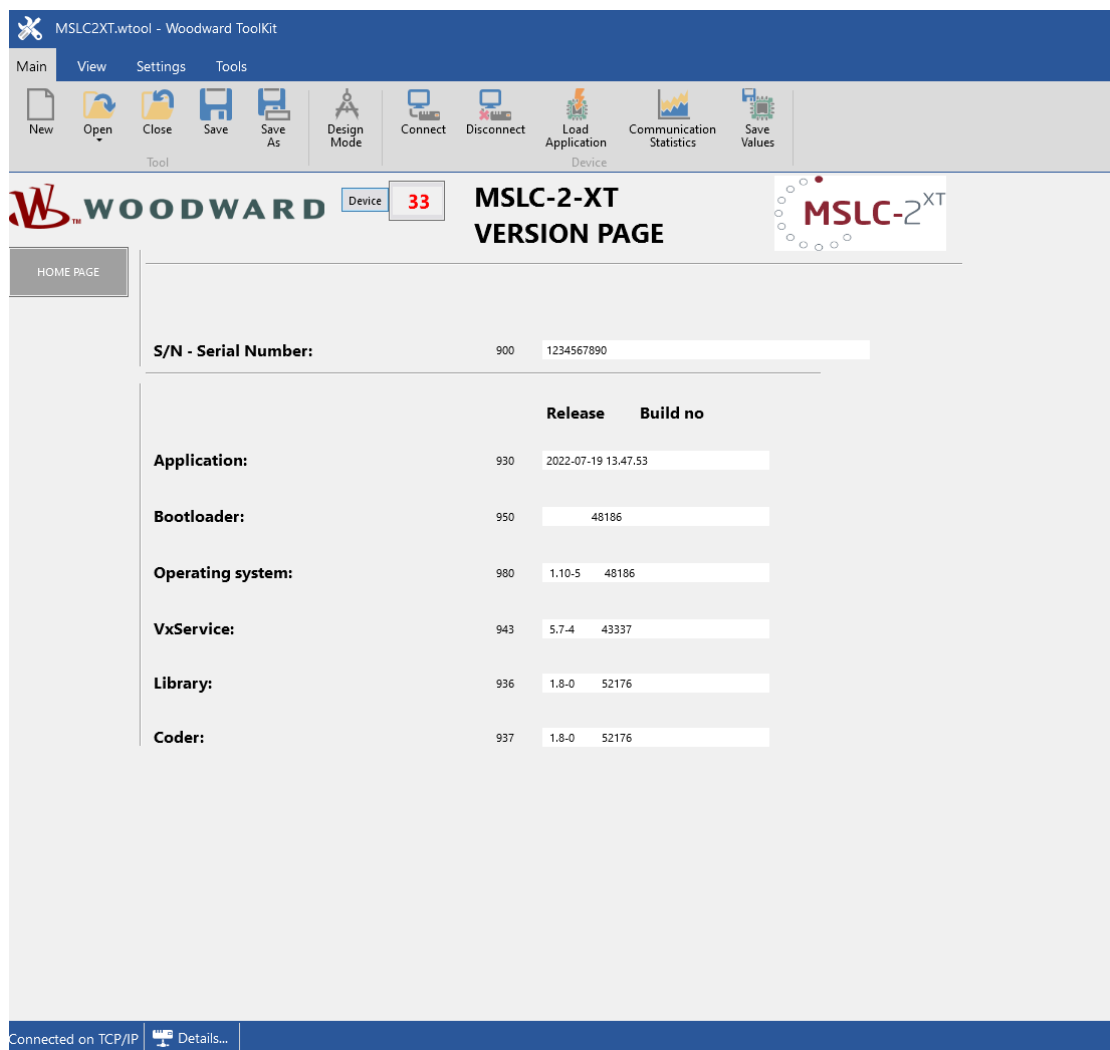 MSLC2XT.wtool - Woodward ToolKit
Main View Settings Tools
New Open Close Save Save As Design Mode Connect Disconnect Load Application Communication Statistics Save Values
Tool Device
WOODWARD™ Device 33 MSLC-2-XT VERSION PAGE MSLC-2XT
HOME PAGE
S/N - Serial Number: 900 1234567890
Release Build no
Application: 930 2022-07-19 13.47.53
Bootloader: 950 48186
Operating system: 980 1.10-5 48186
VxService: 943 5.7-4 43337
Library: 936 1.8-0 52176
Coder: 937 1.8-0 52176
Connected on TCP/IP Details...